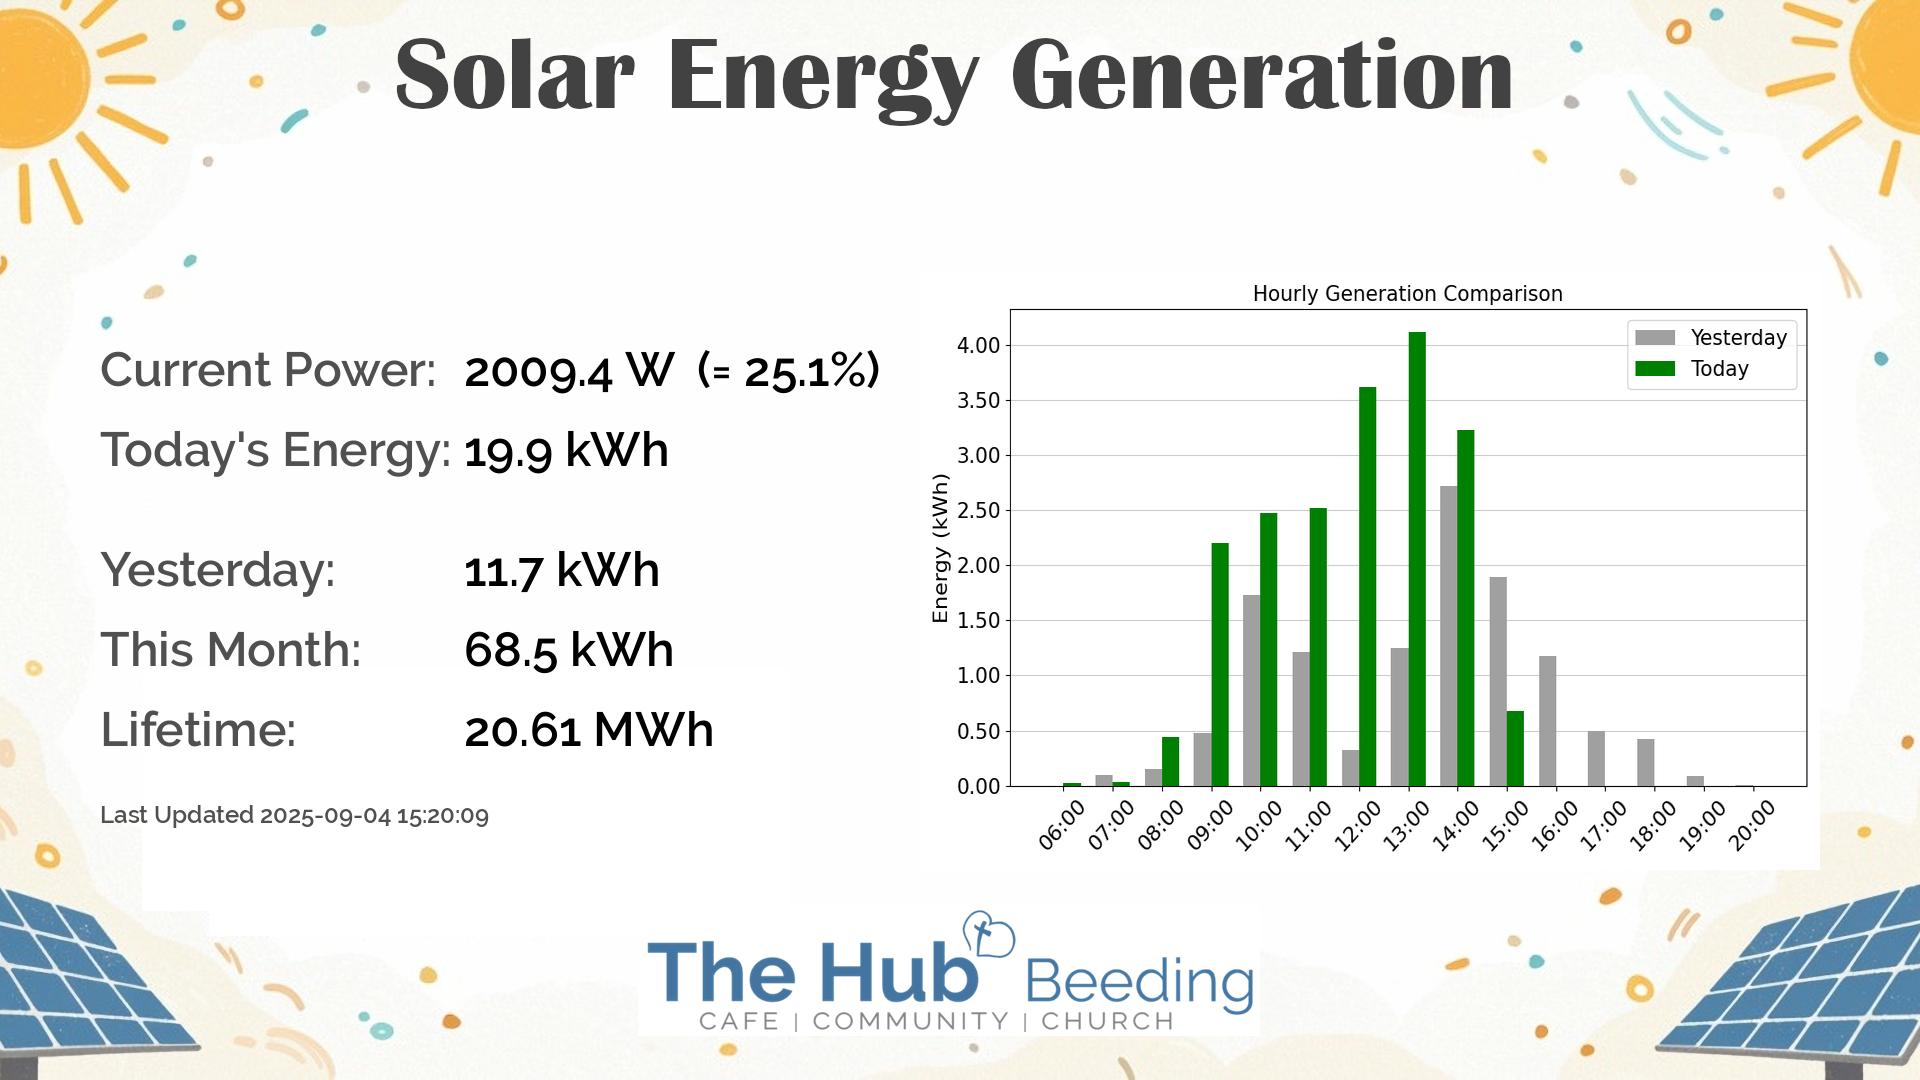 Solar Energy Generation
Current Power: 2009.4 W (= 25.1%)
Today's Energy: 19.9 kWh
Yesterday: 11.7 kWh
This Month: 68.5 kWh
Lifetime: 20.61 MWh
Last Updated 2025-09-04 15:20:09
Hourly Generation Comparison
Yesterday
Today
Energy (kWh)
4.00
3.50
3.00
2.50
2.00
1.50
1.00
0.50
0.00
06:00 07:00 08:00 09:00 10:00 11:00 12:00 13:00 14:00 15:00 16:00 17:00 18:00 19:00 20:00
The Hub Beeding
CAFE | COMMUNITY | CHURCH